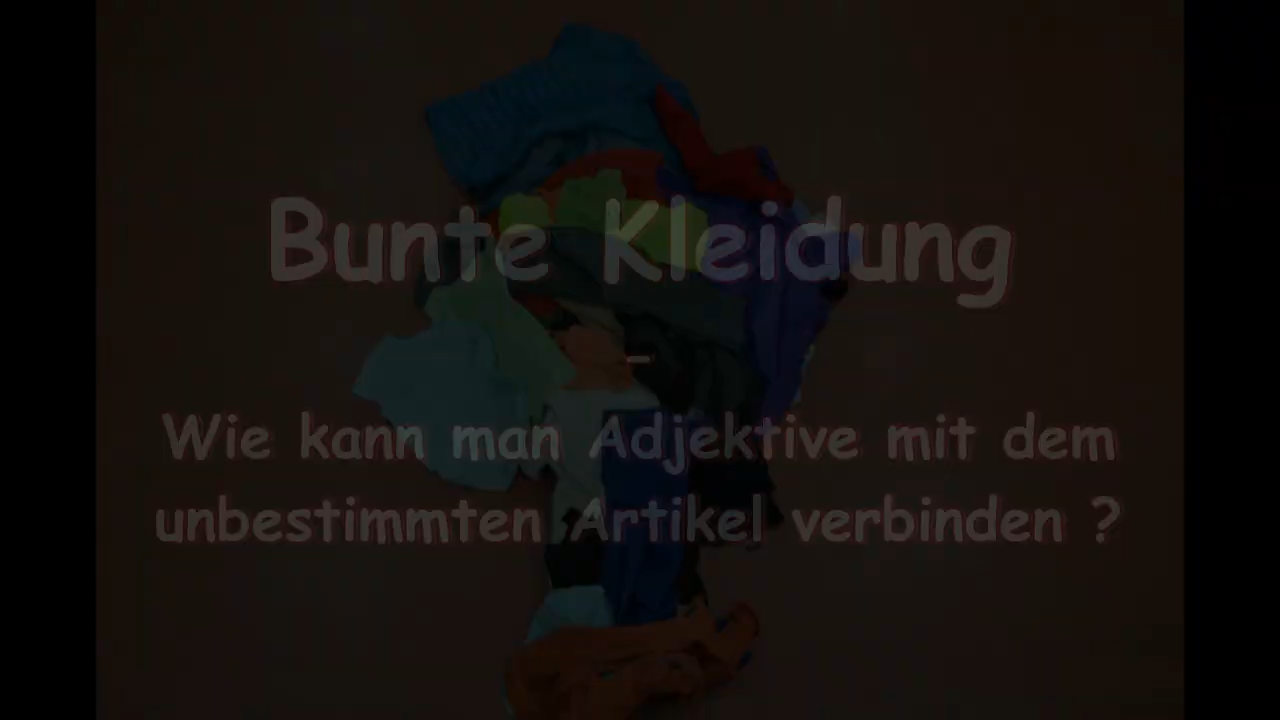 Bunte Kleidung
–
Wie kann man Adjektive mit dem
unbestimmten Artikel verbinden ?